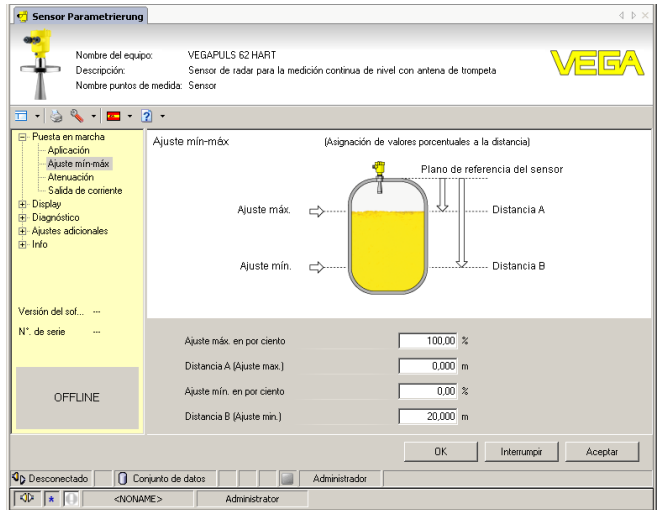 Sensor Parametrierung
Nombre del equipo: VEGAPULS 62 HART
Descripción: Sensor de radar para la medición continua de nivel con antena de trompeta
Nombre puntos de medida: Sensor
VEGA
Puesta en marcha
Aplicación
Ajuste mín-máx
Atenuación
Salida de corriente
Display
Diagnóstico
Ajustes adicionales
Info
Versión del sof... ---
N°. de serie ---
OFFLINE
Ajuste mín-máx (Asignación de valores porcentuales a la distancia)
Plano de referencia del sensor
Ajuste máx. Distancia A
Ajuste mín. Distancia B
Ajuste máx. en por ciento 100,00 %
Distancia A (Ajuste max.) 0,000 m
Ajuste mín. en por ciento 0,00 %
Distancia B (Ajuste min.) 20,000 m
OK Interrumpir Aceptar
Desconectado Conjunto de datos Administrador
<NONAME> Administrator